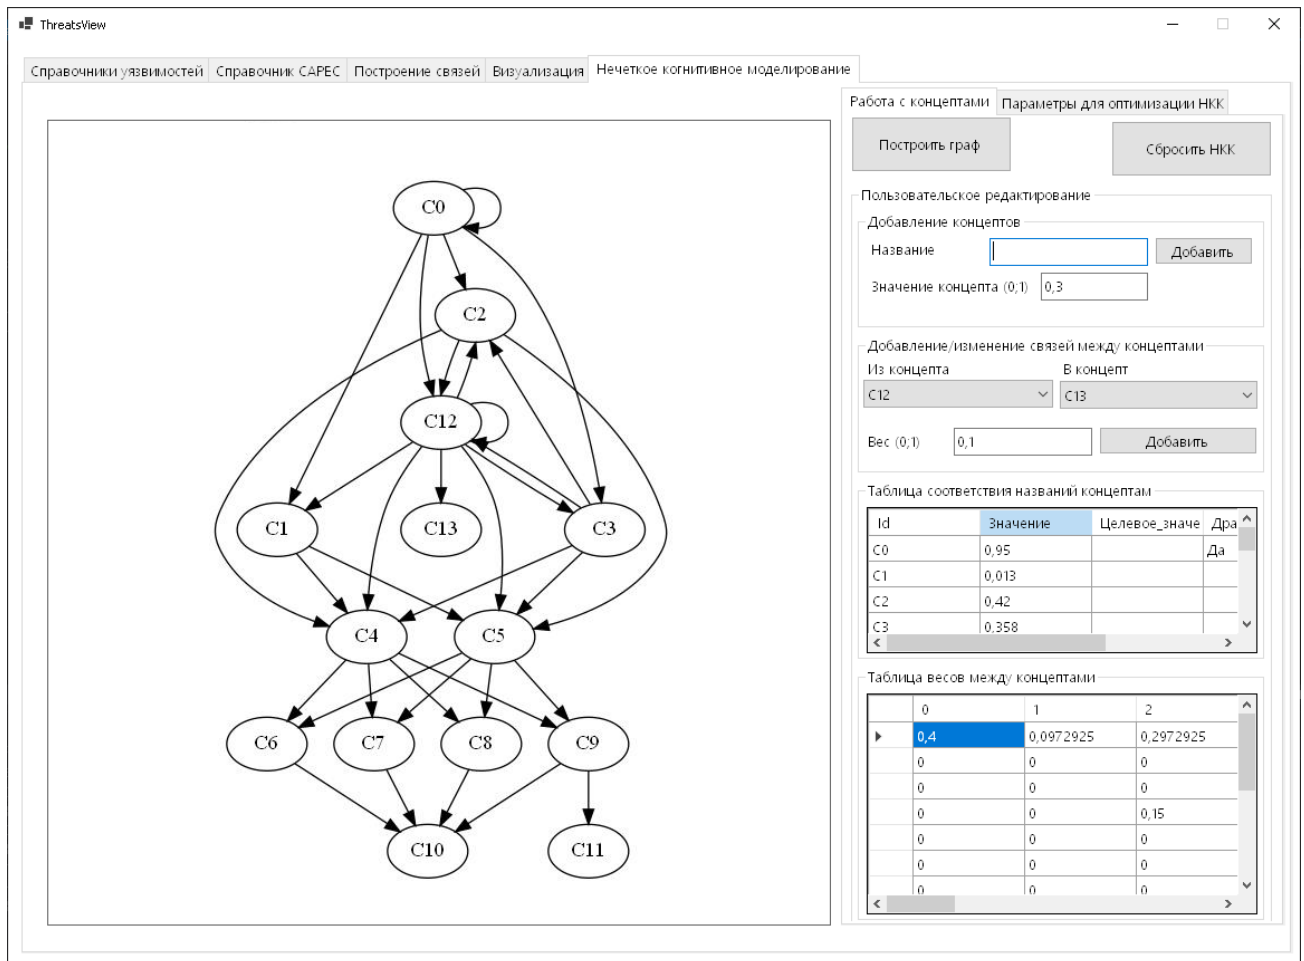 ThreatsView
Справочники уязвимостей Справочник CAPEC Построение связей Визуализация Нечеткое когнитивное моделирование
Работа с концептами Параметры для оптимизации НКК
Построить граф Сбросить НКК
Пользовательское редактирование
Добавление концептов
Название Добавить
Значение концепта (0;1) 0,3
Добавление/изменение связей между концептами
Из концепта В концепт
C12 C13
Вес (0;1) 0,1 Добавить
Таблица соответствия названий концептам
Id Значение Целевое_значе Дра
C0 0,95 Да
C1 0,013
C2 0,42
C3 0,358
Таблица весов между концептами
0 1 2
0,4 0,0972925 0,2972925
0 0 0
0 0 0
0 0 0,15
0 0 0
0 0 0
0 0 0
C0
C2
C12
C1 C13 C3
C4 C5
C6 C7 C8 C9
C10 C11